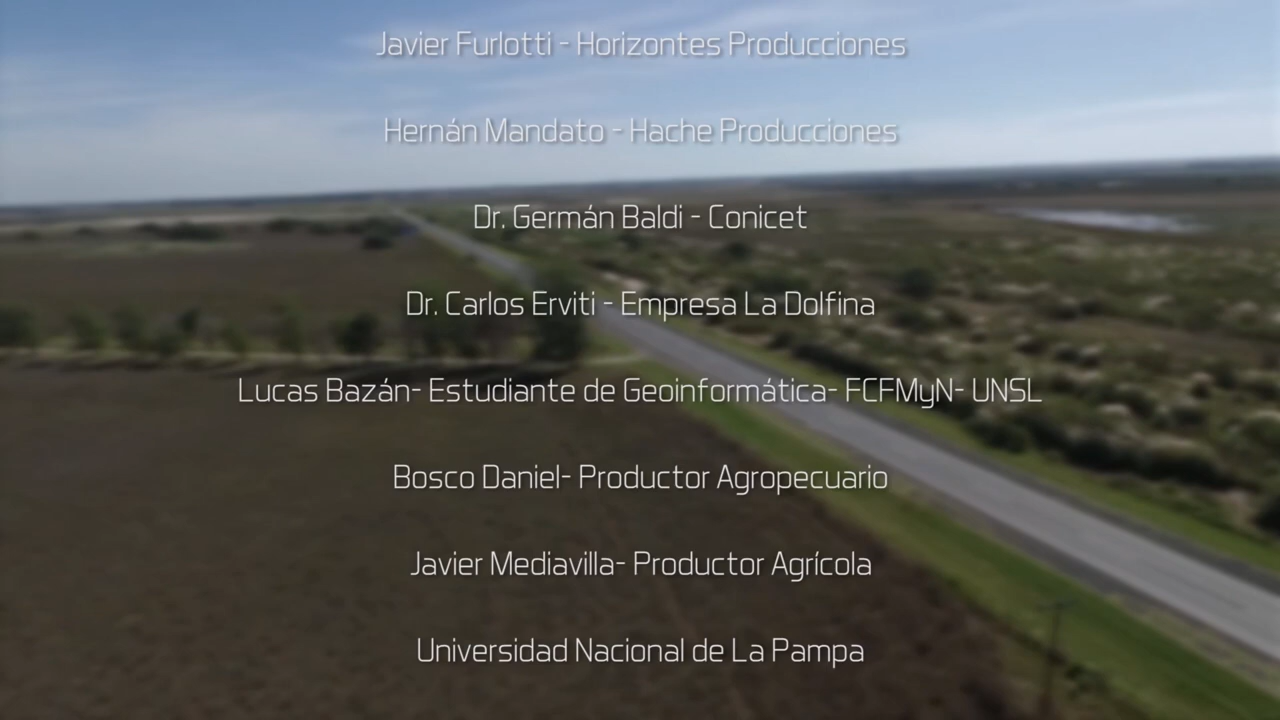 Javier Furlotti - Horizontes Producciones
Hernán Mandato - Hache Producciones
Dr. Germán Baldi - Conicet
Dr. Carlos Erviti - Empresa La Dolfina
Lucas Bazán- Estudiante de Geoinformática- FCFMyN- UNSL
Bosco Daniel- Productor Agropecuario
Javier Mediavilla- Productor Agrícola
Universidad Nacional de La Pampa